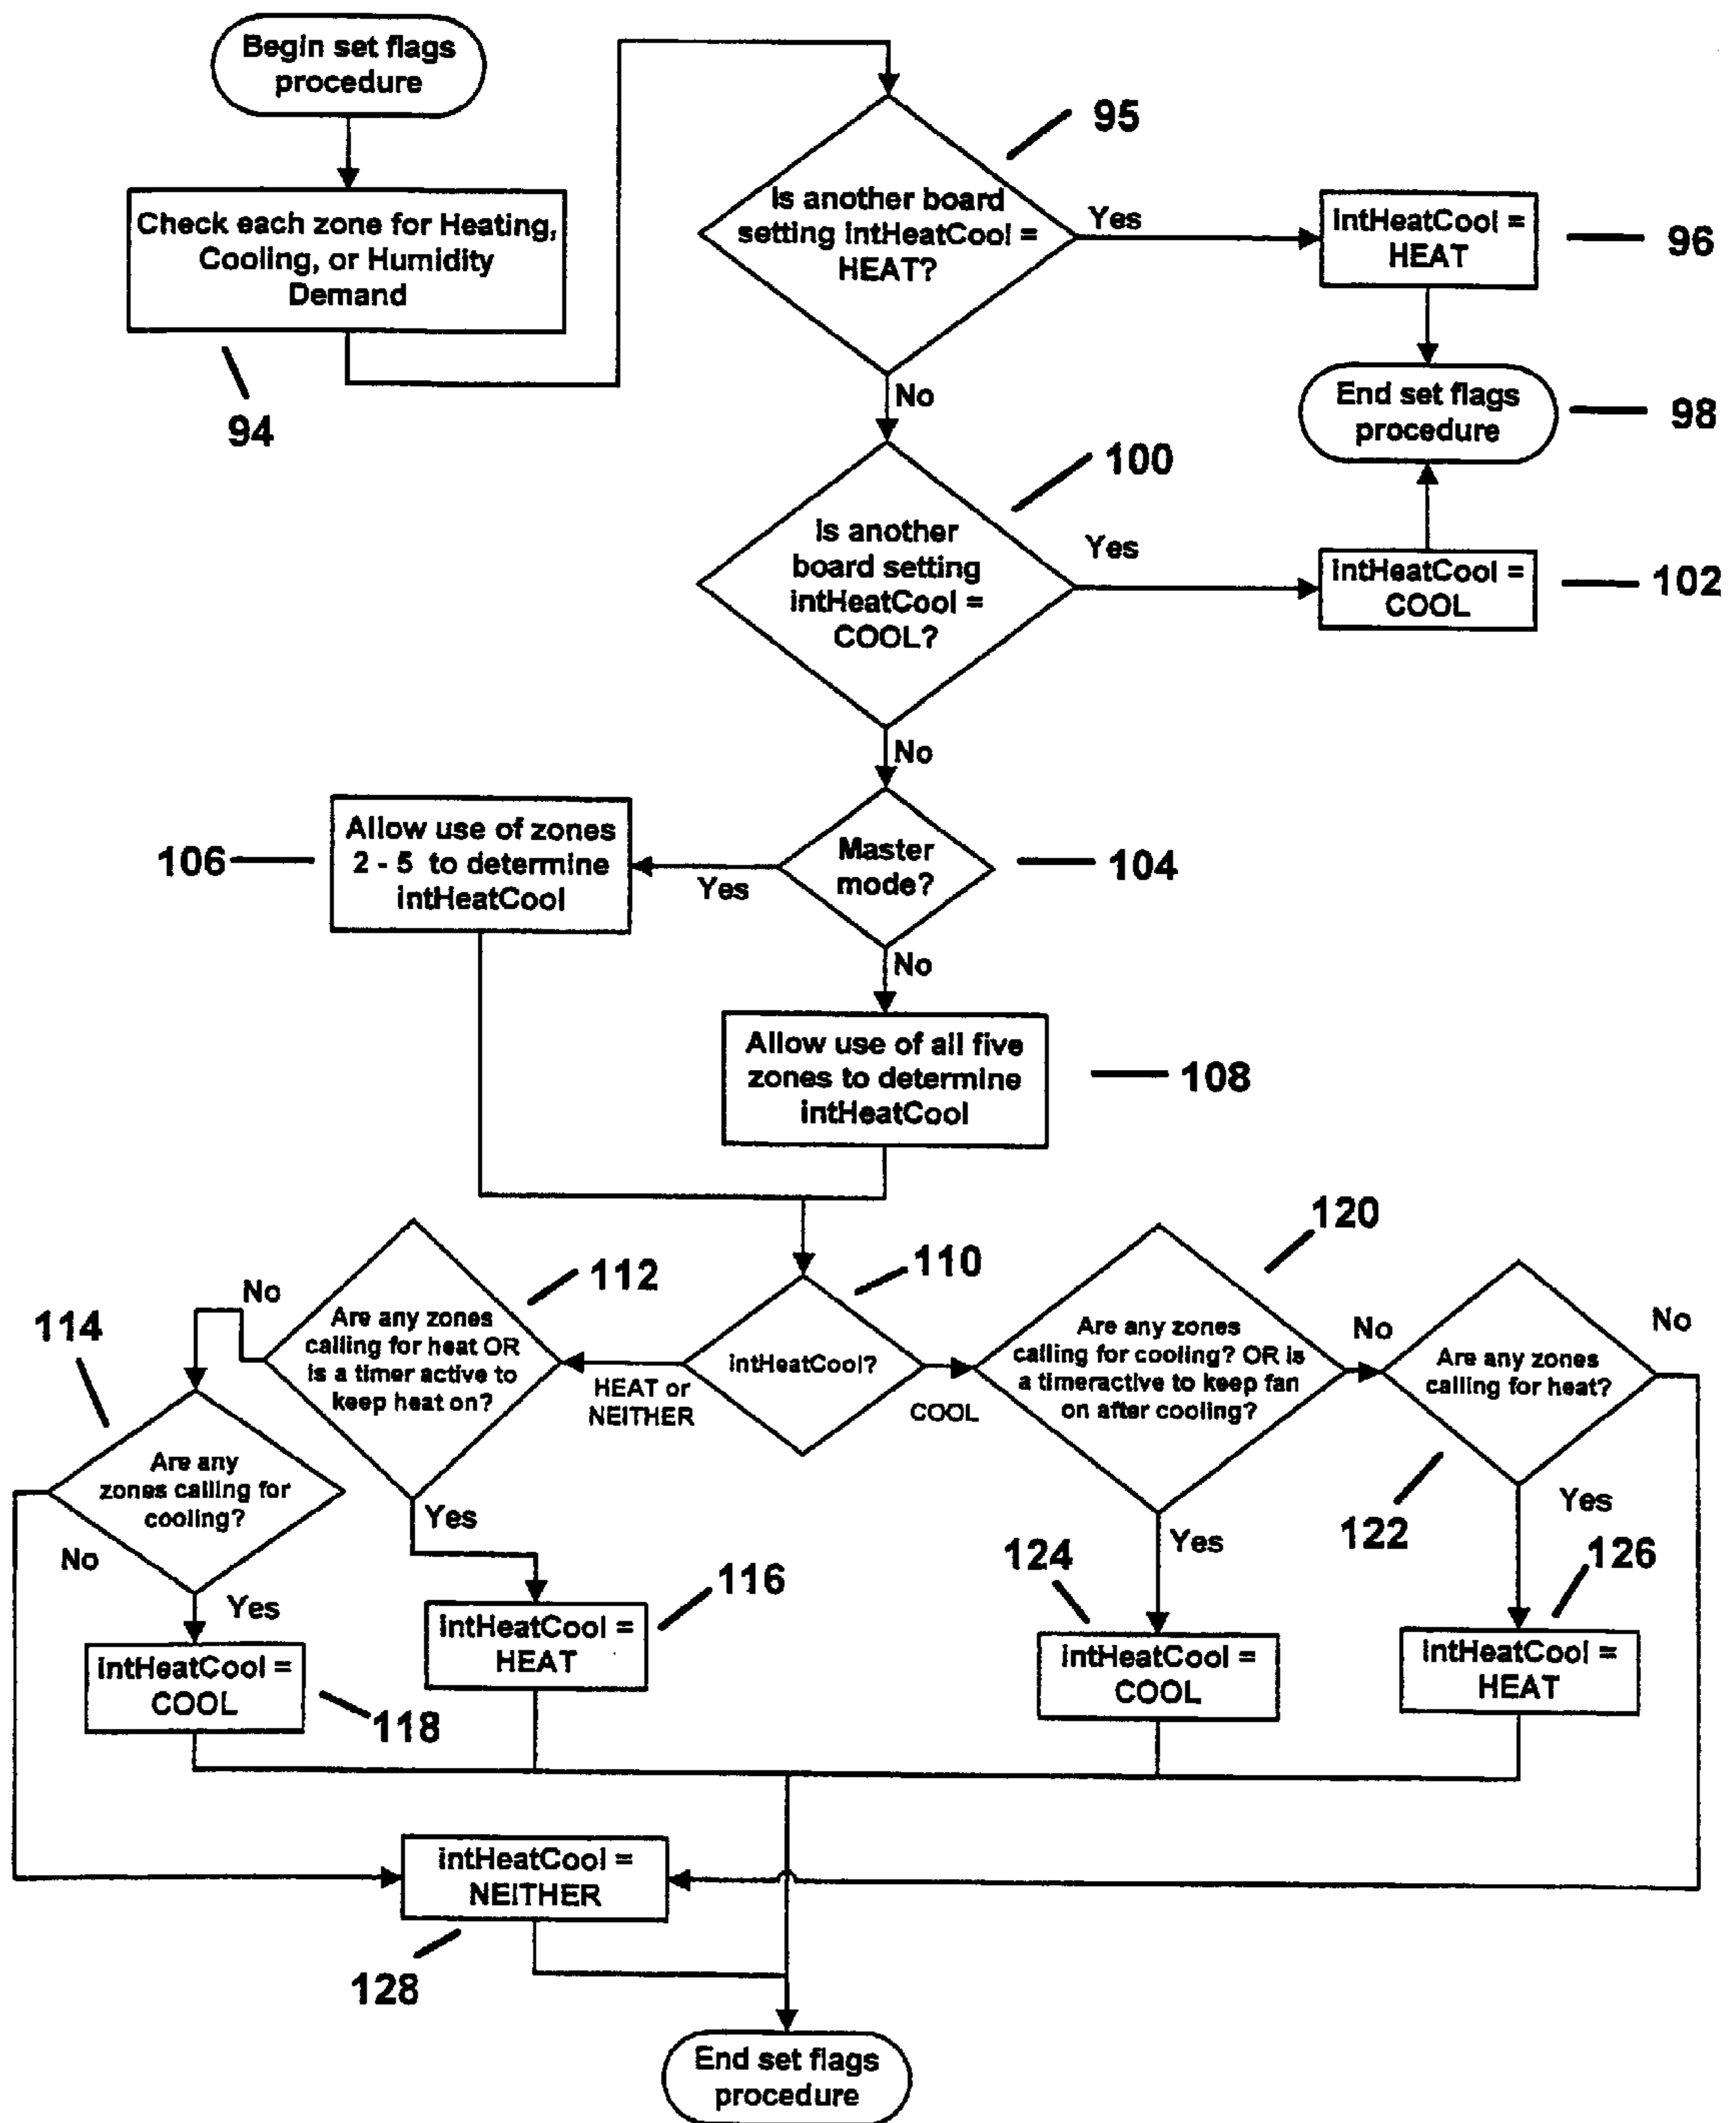 Begin set flags
procedure
Check each zone for Heating,
Cooling, or Humidity
Demand
94
Is another board
setting intHeatCool =
HEAT?
95
Yes
intHeatCool =
HEAT
96
End set flags
procedure
98
No
Is another
board setting
intHeatCool =
COOL?
100
Yes
intHeatCool =
COOL
102
No
Master
mode?
104
Yes
Allow use of zones
2 - 5 to determine
intHeatCool
106
No
Allow use of all five
zones to determine
intHeatCool
108
intHeatCool?
110
HEAT or
NEITHER
COOL
Are any zones
calling for heat OR
is a timer active to
keep heat on?
112
No
Yes
114
Are any
zones calling for
cooling?
No
Yes
intHeatCool =
COOL
118
intHeatCool =
HEAT
116
Are any zones
calling for cooling? OR is
a timeractive to keep fan
on after cooling?
120
No
Yes
Are any zones
calling for heat?
122
No
Yes
124
intHeatCool =
COOL
126
intHeatCool =
HEAT
intHeatCool =
NEITHER
128
End set flags
procedure